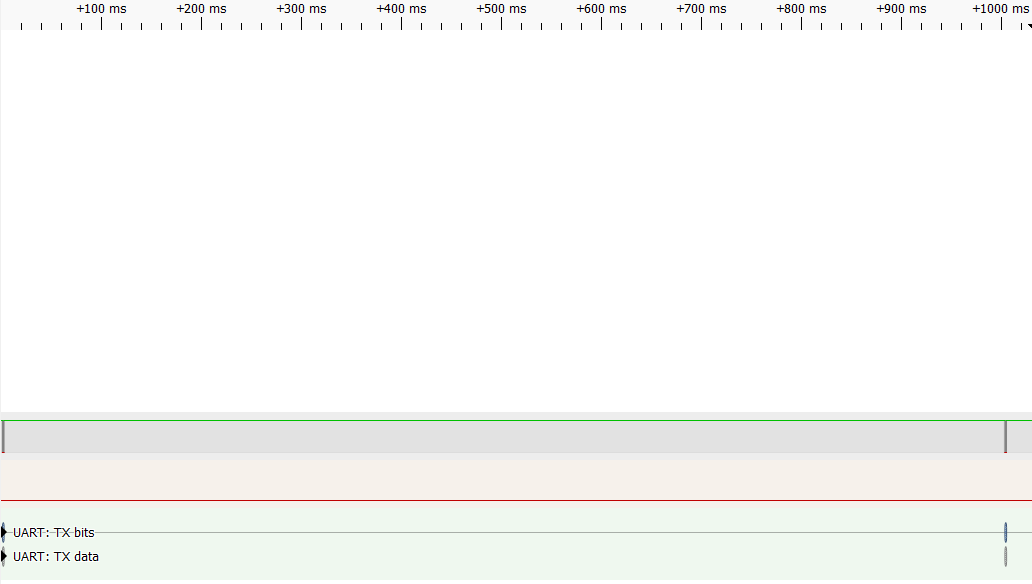 +100 ms +200 ms +300 ms +400 ms +500 ms +600 ms +700 ms +800 ms +900 ms +1000 ms
UART: TX bits
UART: TX data